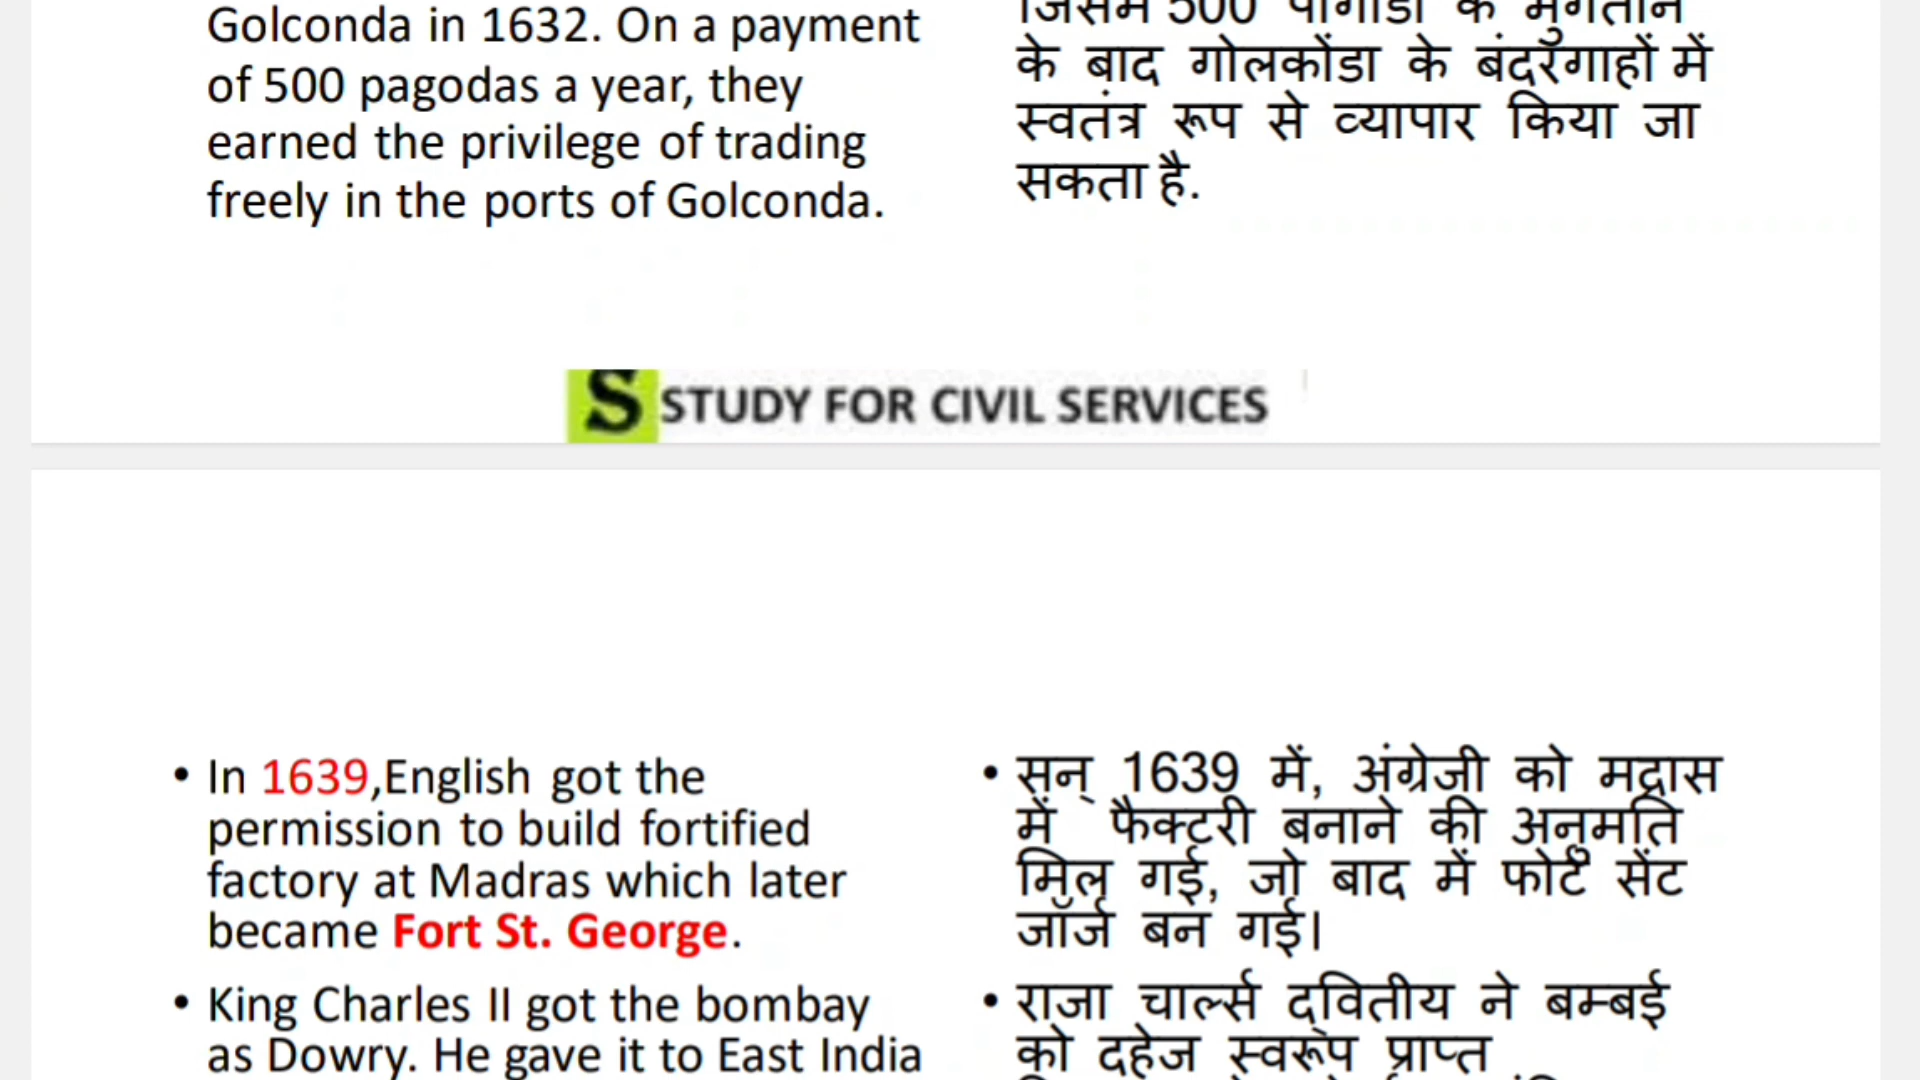 Golconda in 1632. On a payment
of 500 pagodas a year, they
earned the privilege of trading
freely in the ports of Golconda.
जिसमें 500 पागोडा के भुगतान
के बाद गोलकोंडा के बंदरगाहों में
स्वतंत्र रूप से व्यापार किया जा
सकता है.
S STUDY FOR CIVIL SERVICES
• In 1639,English got the
permission to build fortified
factory at Madras which later
became Fort St. George.
• King Charles II got the bombay
as Dowry. He gave it to East India
• सन् 1639 में, अंग्रेजी को मद्रास
में फैक्टरी बनाने की अनुमति
मिल गई, जो बाद में फोर्ट सेंट
जॉर्ज बन गई।
• राजा चार्ल्स द्वितीय ने बम्बई
को दहेज स्वरूप प्राप्त